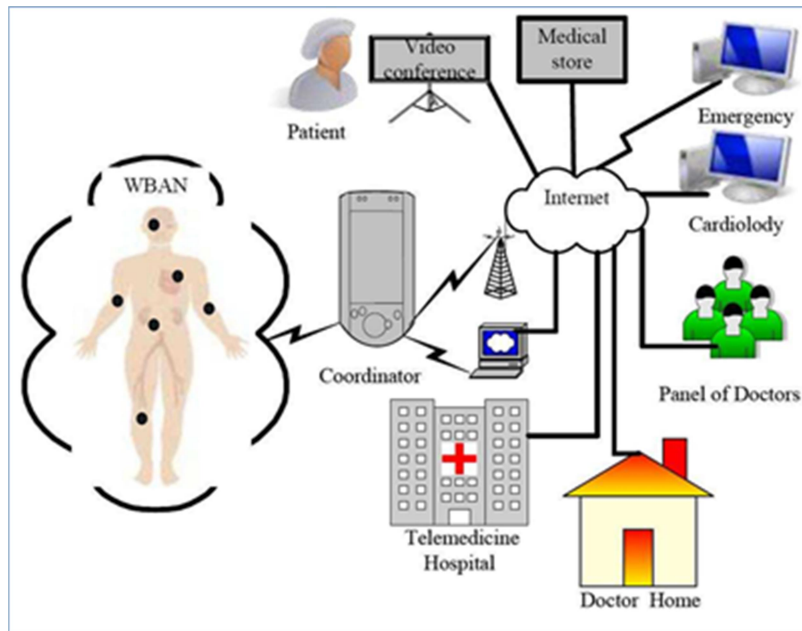 Video
conference
Medical
store
Patient
Emergency
WBAN
Internet
Cardiolody
Coordinator
Panel of Doctors
Telemedicine
Hospital
Doctor Home